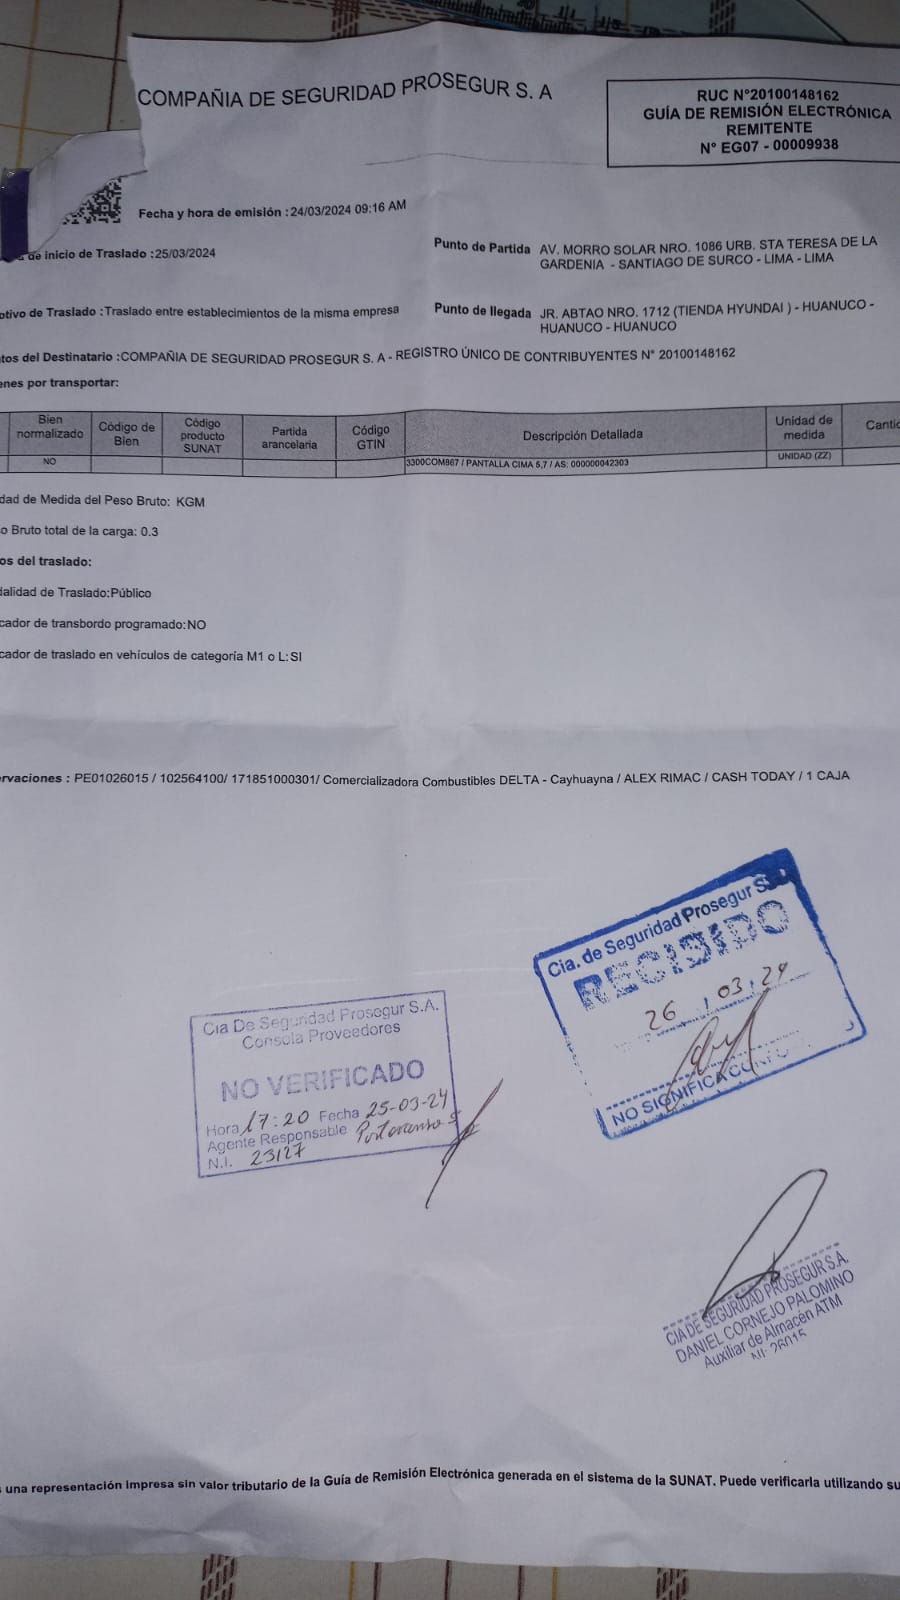 COMPAÑIA DE SEGURIDAD PROSEGUR S. A
RUC N°20100148162
GUÍA DE REMISIÓN ELECTRÓNICA
REMITENTE
N° EG07 - 00009938
Fecha y hora de emisión :24/03/2024 09:16 AM
de inicio de Traslado :25/03/2024
Punto de Partida AV. MORRO SOLAR NRO. 1086 URB. STA TERESA DE LA
GARDENIA - SANTIAGO DE SURCO - LIMA - LIMA
otivo de Traslado :Traslado entre establecimientos de la misma empresa
Punto de llegada JR. ABTAO NRO. 1712 (TIENDA HYUNDAI ) - HUANUCO -
HUANUCO - HUANUCO
tos del Destinatario :COMPAÑIA DE SEGURIDAD PROSEGUR S. A - REGISTRO ÚNICO DE CONTRIBUYENTES N° 20100148162
enes por transportar:
Bien normalizado Código de Bien Código producto SUNAT Partida arancelaria Código GTIN Descripción Detallada Unidad de medida Cantic
NO 3300COM867 / PANTALLA CIMA 5,7 / AS: 000000042303 UNIDAD (ZZ)
dad de Medida del Peso Bruto: KGM
o Bruto total de la carga: 0.3
os del traslado:
dalidad de Traslado:Público
cador de transbordo programado:NO
cador de traslado en vehículos de categoría M1 o L:SI
rvaciones : PE01026015 / 102564100/ 171851000301/ Comercializadora Combustibles DELTA - Cayhuayna / ALEX RIMAC / CASH TODAY / 1 CAJA
Cia. de Seguridad Prosegur S.
RECIBIDO
26 03 24
NO SIGNIFICA
Cia De Seguridad Prosegur S.A.
Consola Proveedores
NO VERIFICADO
Hora 17:20 Fecha 25-03-24
Agente Responsable
N.I. 23127
CIA DE SEGURIDAD PROSEGUR S.A.
DANIEL CORNEJO PALOMINO
Auxiliar de Almacén ATM
NI: 26015
una representación impresa sin valor tributario de la Guía de Remisión Electrónica generada en el sistema de la SUNAT. Puede verificarla utilizando su